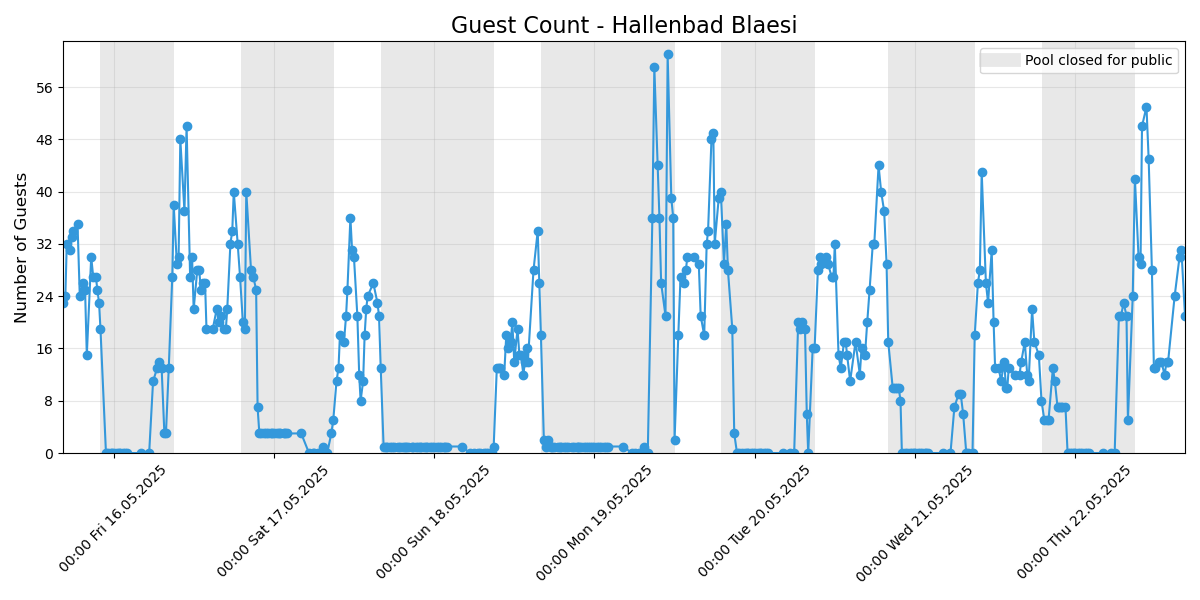 Guest Count - Hallenbad Blaesi
Pool closed for public
Number of Guests
56
48
40
32
24
16
8
0
00:00 Fri 16.05.2025
00:00 Sat 17.05.2025
00:00 Sun 18.05.2025
00:00 Mon 19.05.2025
00:00 Tue 20.05.2025
00:00 Wed 21.05.2025
00:00 Thu 22.05.2025